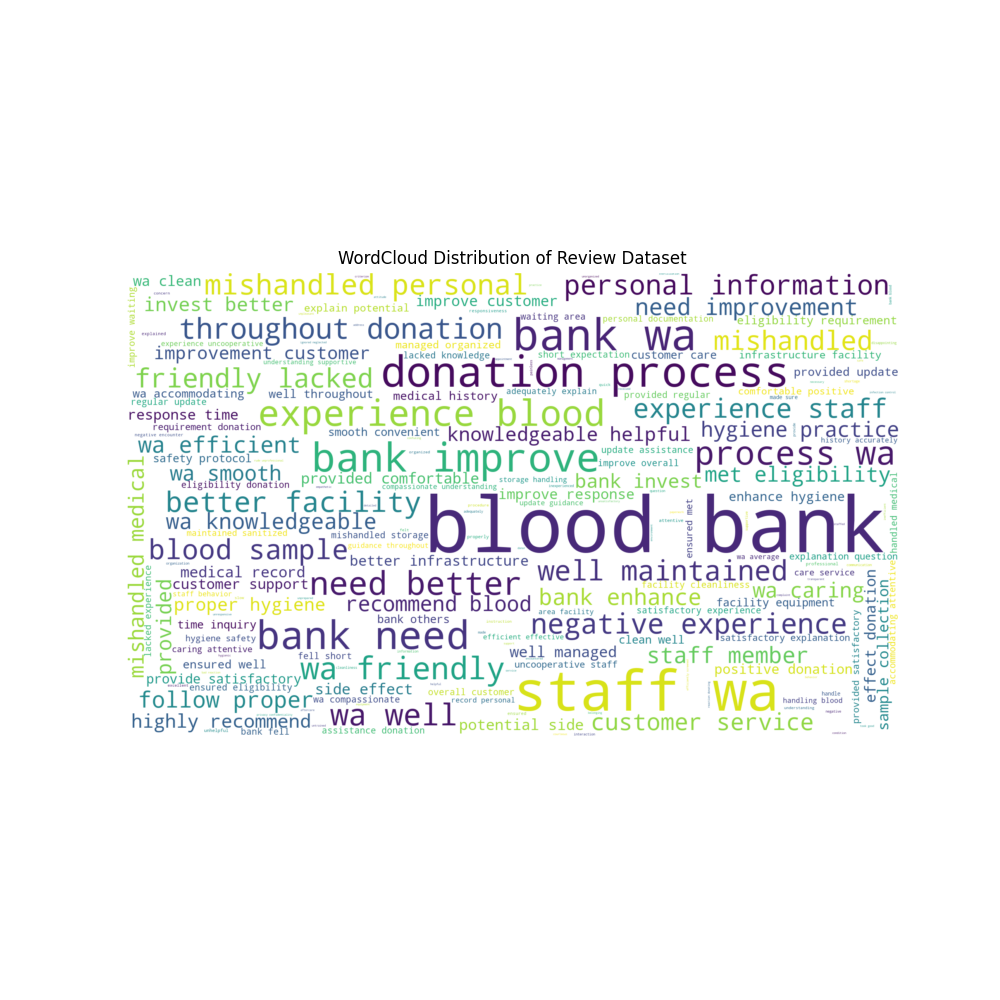 WordCloud Distribution of Review Dataset
wa clean
mishandled personal
personal information
invest better
explain potential
improve customer
need improvement
waiting area
personal documentation
eligibility requirement
throughout donation
bank wa
mishandled
improve waiting
experience uncooperative
managed organized
improvement customer
lacked knowledge
short expectation
customer care
infrastructure facility
understanding supportive
friendly lacked
donation process
provided update
adequately explain
provided regular
comfortable positive
wa accommodating
well throughout
medical history
made sure
regular update
response time
experience blood
experience staff
requirement donation
smooth convenient
knowledgeable helpful
hygiene practice
negative encounter
history accurately
wa efficient
bank improve
update assistance
process wa
safety protocol
improve overall
wa smooth
provided comfortable
storage handling
bank invest
met eligibility
eligibility donation
compassionate understanding
better facility
improve response
update guidance
blood bank
enhance hygiene
wa knowledgeable
ensured met
attentive
handled medical
mishandled medical
maintained sanitized
mishandled storage
properly
guidance throughout
blood sample
better infrastructure
wa average
explanation question
professional
medical record
well maintained
care service
customer support
need better
facility cleanliness
staff behavior
bank enhance
wa caring
proper hygiene
recommend blood
facility equipment
lacked experience
provided
area facility
satisfactory experience
time inquiry
bank others
negative experience
hygiene safety
bank need
efficient effective
clean well
satisfactory explanation
caring attentive
well managed
fell short
uncooperative staff
staff member
ensured well
wa friendly
positive donation
provide satisfactory
ensured eligibility
side effect
overall customer
staff wa
follow proper
wa compassionate
record personal
handling blood
handle
highly recommend
wa well
potential side
customer service
unhelpful
bank fell
assistance donation
interaction
provided satisfactory
effect donation
sample collection
accommodating attentive